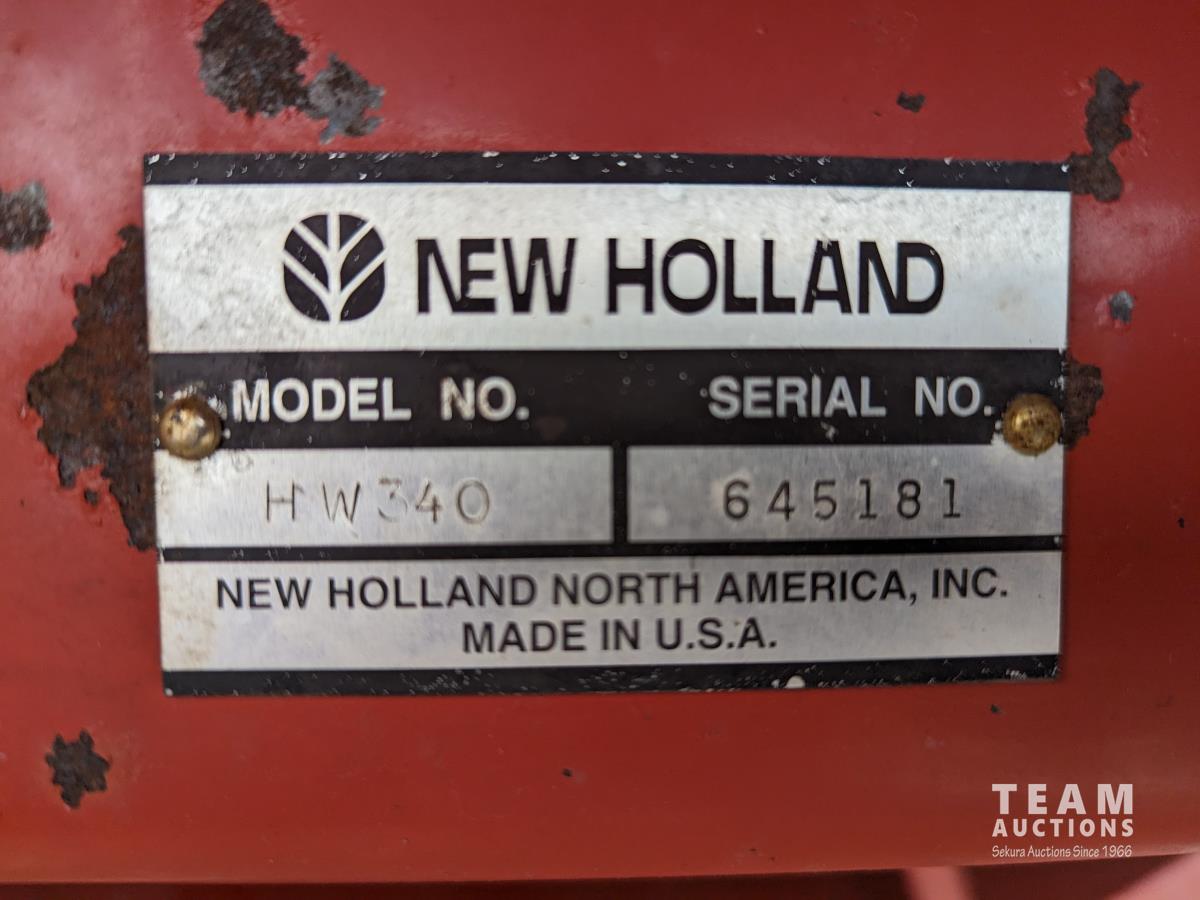 NEW HOLLAND
MODEL NO. SERIAL NO.
HW340 645181
NEW HOLLAND NORTH AMERICA, INC.
MADE IN U.S.A.
TEAM
AUCTIONS
Sekura Auctions Since 1966